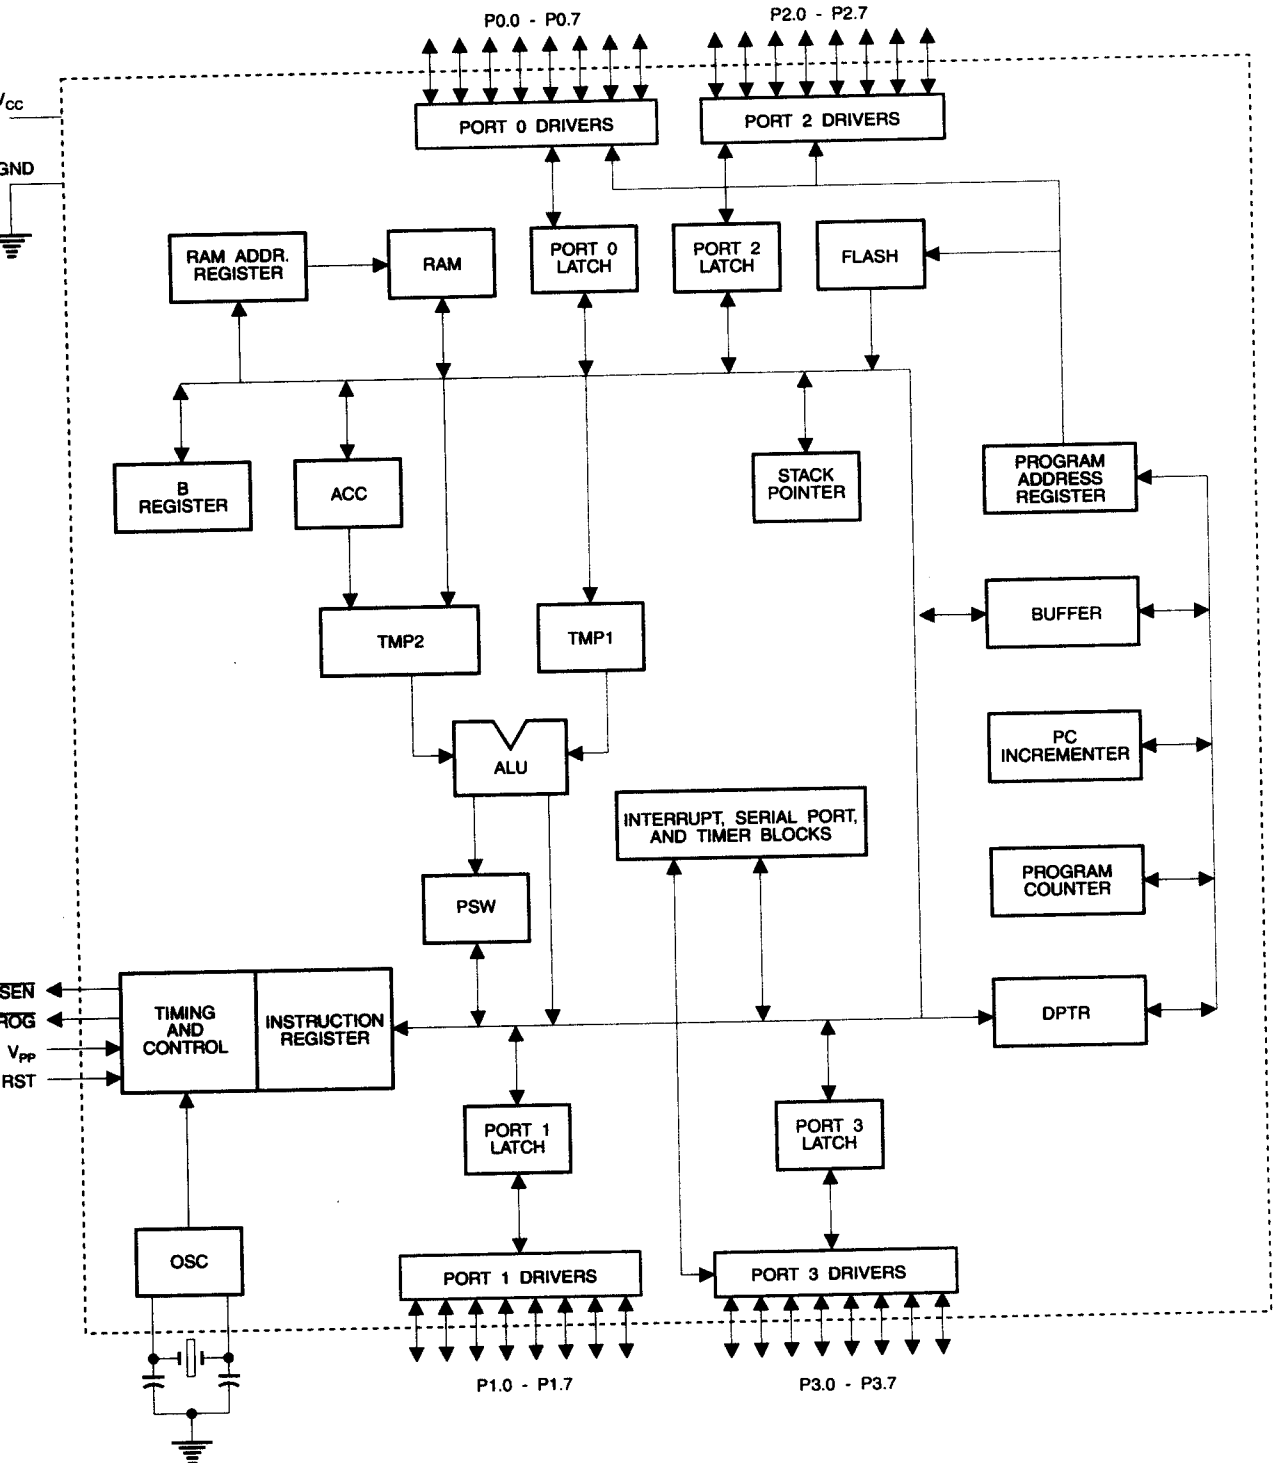 P0.0 - P0.7
P2.0 - P2.7
VCC
GND
PORT 0 DRIVERS
PORT 2 DRIVERS
RAM ADDR.
REGISTER
RAM
PORT 0
LATCH
PORT 2
LATCH
FLASH
B
REGISTER
ACC
STACK
POINTER
PROGRAM
ADDRESS
REGISTER
TMP2
TMP1
BUFFER
ALU
PC
INCREMENTER
INTERRUPT, SERIAL PORT,
AND TIMER BLOCKS
PSW
PROGRAM
COUNTER
SEN
ROG
VPP
RST
TIMING
AND
CONTROL
INSTRUCTION
REGISTER
DPTR
PORT 1
LATCH
PORT 3
LATCH
OSC
PORT 1 DRIVERS
PORT 3 DRIVERS
P1.0 - P1.7
P3.0 - P3.7